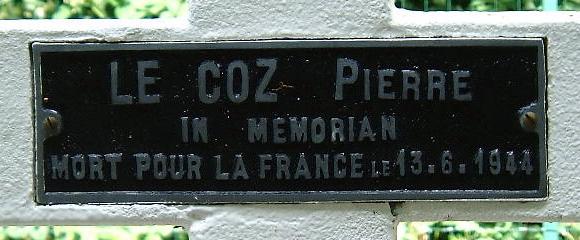 LE COZ PIERRE
IN MEMORIAN
MORT POUR LA FRANCE LE 13.6.1944